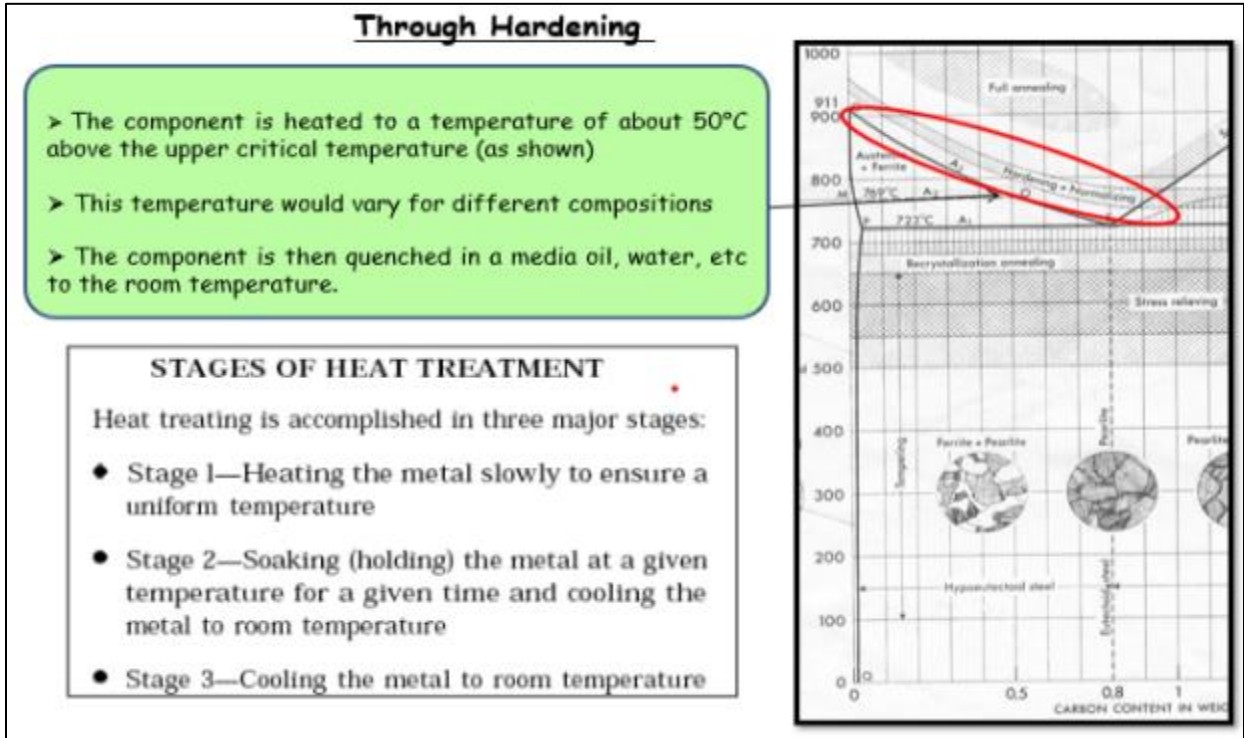 Through Hardening
➢ The component is heated to a temperature of about 50°C
above the upper critical temperature (as shown)
➢ This temperature would vary for different compositions
➢ The component is then quenched in a media oil, water, etc
to the room temperature.
STAGES OF HEAT TREATMENT
Heat treating is accomplished in three major stages:
◆ Stage 1—Heating the metal slowly to ensure a
uniform temperature
● Stage 2—Soaking (holding) the metal at a given
temperature for a given time and cooling the
metal to room temperature
● Stage 3—Cooling the metal to room temperature
1000
911
900
800
700
600
500
400
300
200
100
0
Full annealing
+ Ferrite
A3
Hardening + Normalizing
M 769°C A2
P 723°C A1
Recrystallization annealing
Stress relieving
Tempering
Ferrite + Pearlite
Pearlite
Pearlit
Hypoeutectoid steel
Eutectoid steel
0 0.5 0.8 1
CARBON CONTENT IN WEIG